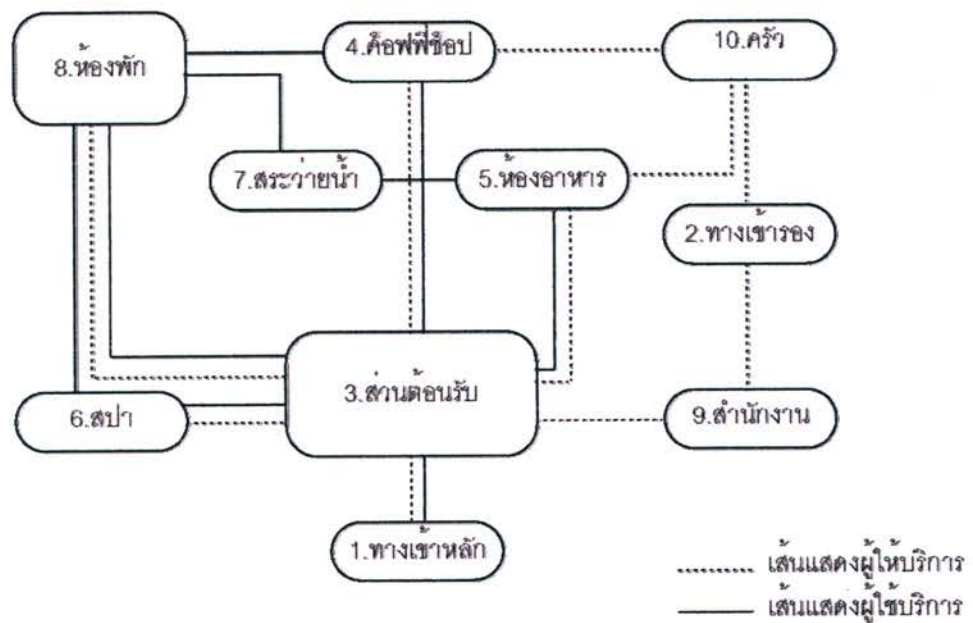 4.ค็อฟฟี่ช็อป
10.ครัว
8.ห้องพัก
7.สระว่ายน้ำ
5.ห้องอาหาร
2.ทางเข้ารอง
3.ส่วนต้อนรับ
6.สปา
9.สำนักงาน
1.ทางเข้าหลัก
เส้นแสดงผู้ให้บริการ
เส้นแสดงผู้ใช้บริการ